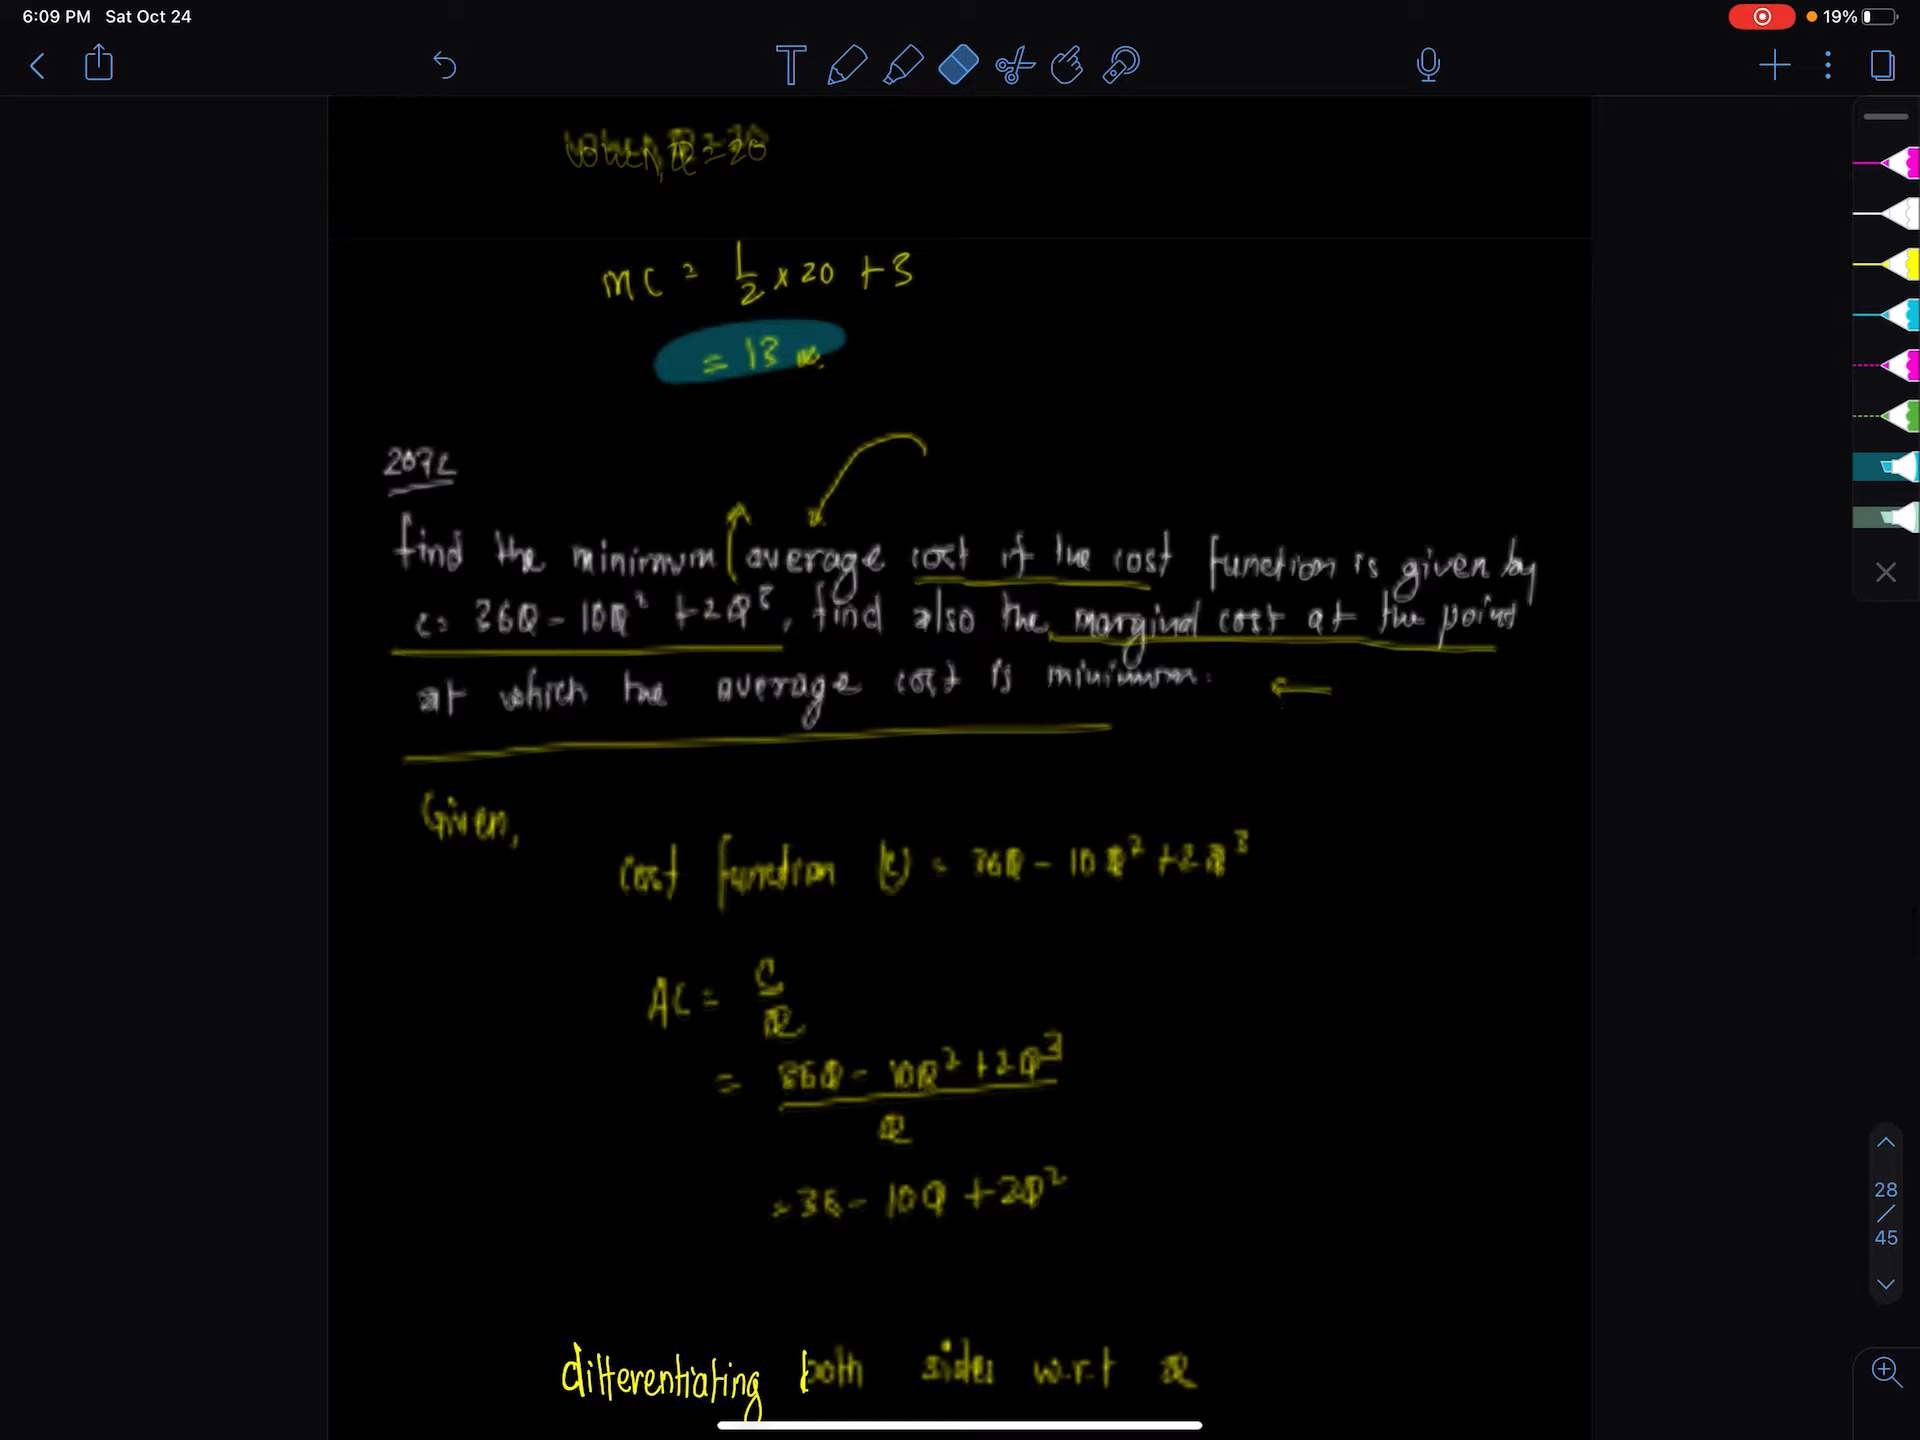 6:09 PM Sat Oct 24
19%
when, Q = 20
MC = 1/2 x 20 + 3
= 13
find the minimum average cost if the cost function is given by
C = 36Q - 10Q² + 2Q³, find also the marginal cost at the point
at which the average cost is minimum.
Given,
cost function (C) = 36Q - 10Q² + 2Q³
AC = C/Q
= 36Q - 10Q² + 2Q³ / Q
= 36 - 10Q + 2Q²
differentiating both sides w.r.t Q
28
/
45